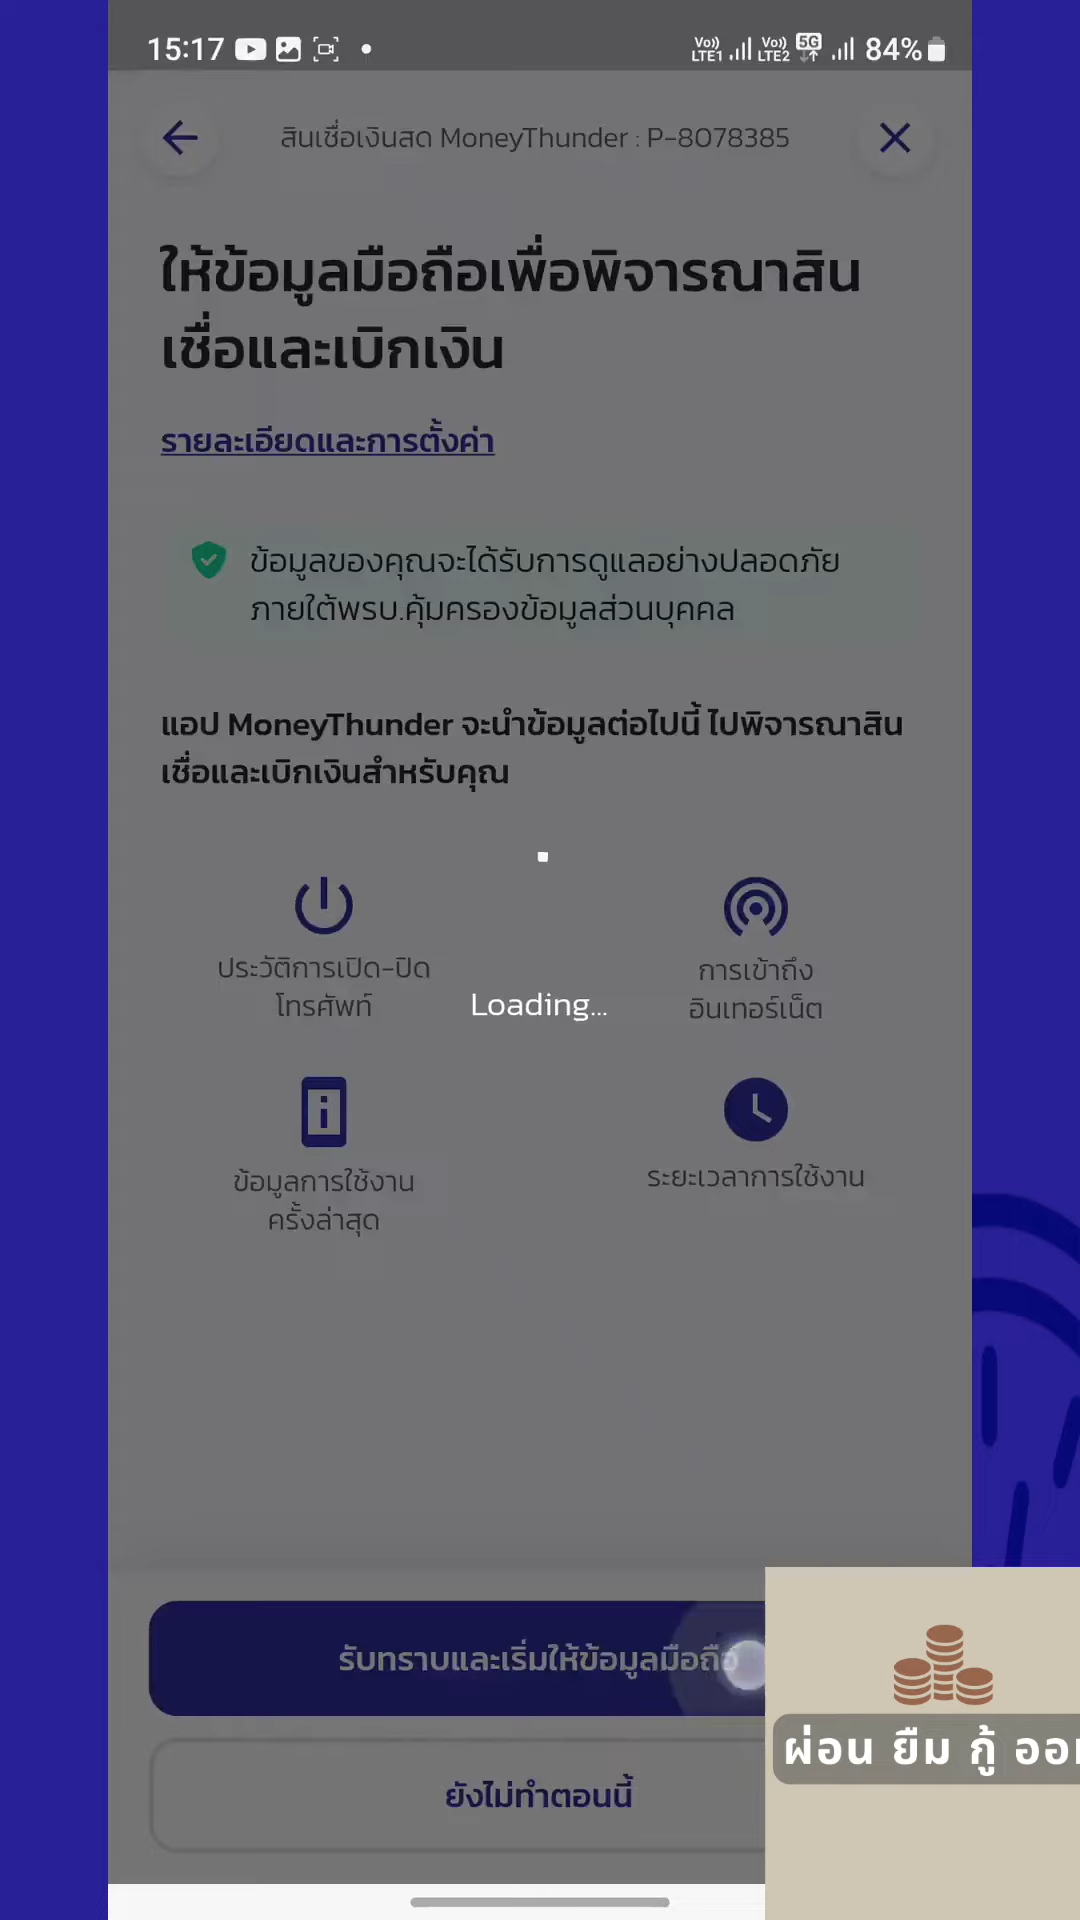 15:17
Vo)) LTE1 Vo)) LTE2 5G 84%
สินเชื่อเงินสด MoneyThunder : P-8078385
ให้ข้อมูลมือถือเพื่อพิจารณาสิน
เชื่อและเบิกเงิน
รายละเอียดและการตั้งค่า
ข้อมูลของคุณจะได้รับการดูแลอย่างปลอดภัย
ภายใต้พรบ.คุ้มครองข้อมูลส่วนบุคคล
แอป MoneyThunder จะนำข้อมูลต่อไปนี้ ไปพิจารณาสิน
เชื่อและเบิกเงินสำหรับคุณ
ประวัติการเปิด-ปิด
โทรศัพท์
การเข้าถึง
อินเทอร์เน็ต
Loading...
ข้อมูลการใช้งาน
ครั้งล่าสุด
ระยะเวลาการใช้งาน
รับทราบและเริ่มให้ข้อมูลมือถือ
ยังไม่ทำตอนนี้
ผ่อน ยืม กู้